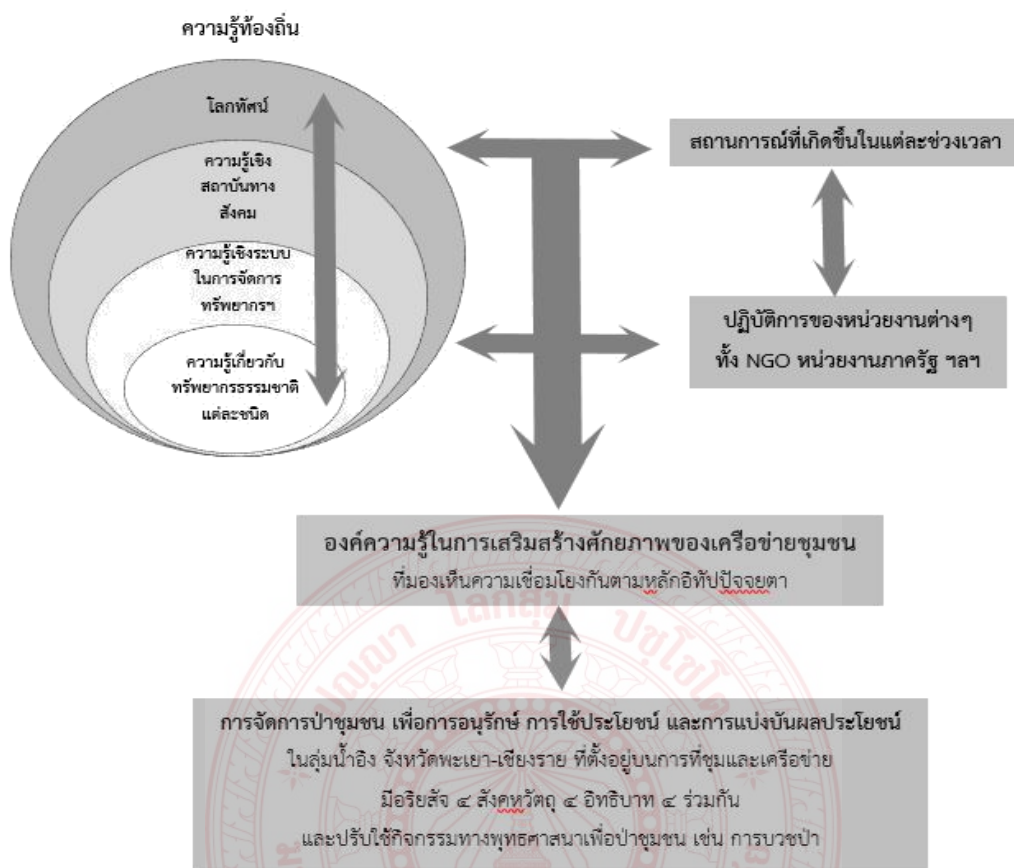 ความรู้ท้องถิ่น
โลกทัศน์
ความรู้เชิง
สถาบันทาง
สังคม
ความรู้เชิงระบบ
ในการจัดการ
ทรัพยากรฯ
ความรู้เกี่ยวกับ
ทรัพยากรธรรมชาติ
แต่ละชนิด
สถานการณ์ที่เกิดขึ้นในแต่ละช่วงเวลา
ปฏิบัติการของหน่วยงานต่างๆ
ทั้ง NGO หน่วยงานภาครัฐ ฯลฯ
องค์ความรู้ในการเสริมสร้างศักยภาพของเครือข่ายชุมชน
ที่มองเห็นความเชื่อมโยงกันตามหลักอิทัปปัจจยตา
ปญฺญา โลกสฺมิ ปชฺโชโต
การจัดการป่าชุมชน เพื่อการอนุรักษ์ การใช้ประโยชน์ และการแบ่งบันผลประโยชน์
ในลุ่มน้ำอิง จังหวัดพะเยา-เชียงราย ที่ตั้งอยู่บนการที่ชุมและเครือข่าย
มีอริยสัจ ๔ สังคหวัตถุ ๔ อิทธิบาท ๔ ร่วมกัน
และปรับใช้กิจกรรมทางพุทธศาสนาเพื่อป่าชุมชน เช่น การบวชป่า